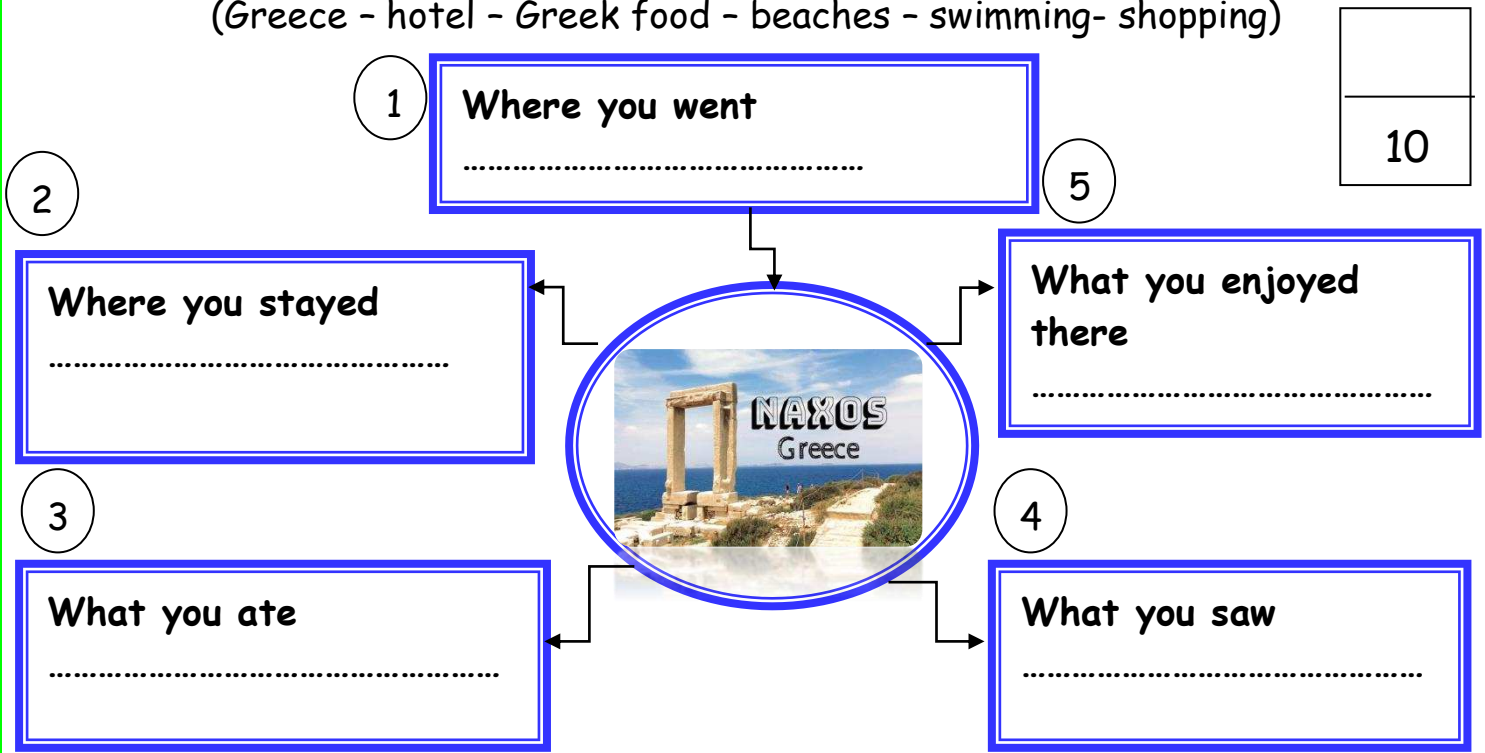 (Greece – hotel – Greek food – beaches – swimming- shopping)
10
1
Where you went
................................................
2
Where you stayed
................................................
3
What you ate
......................................................
NAXOS
Greece
5
What you enjoyed
there
................................................
4
What you saw
................................................